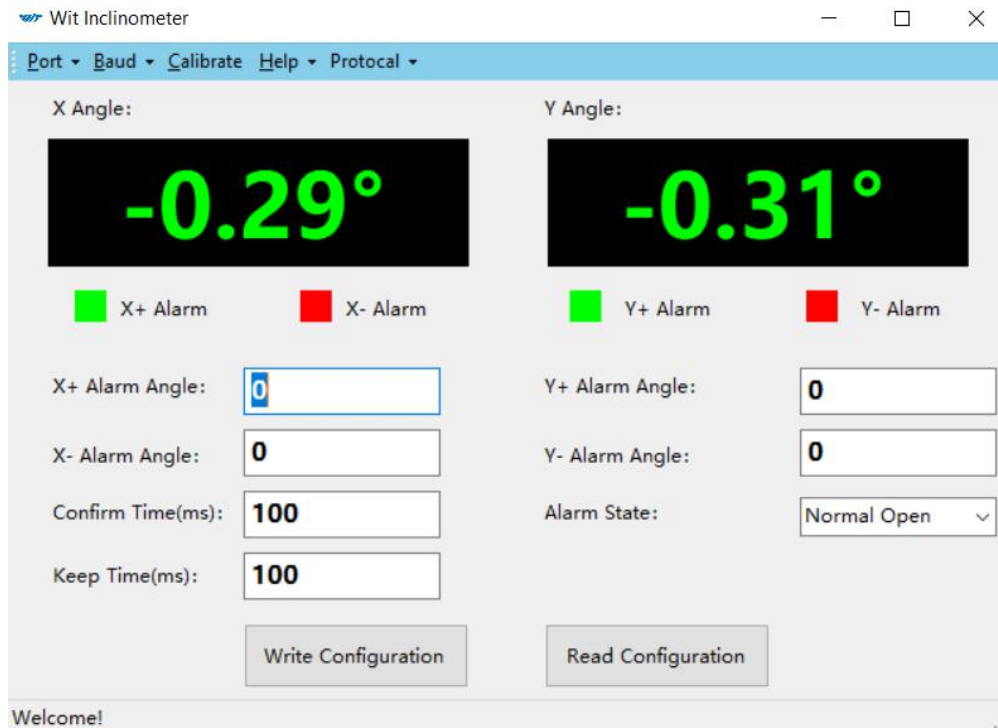 WIT Wit Inclinometer
Port Baud Calibrate Help Protocal
X Angle: Y Angle:
-0.29° -0.31°
X+ Alarm X- Alarm Y+ Alarm Y- Alarm
X+ Alarm Angle: 0 Y+ Alarm Angle: 0
X- Alarm Angle: 0 Y- Alarm Angle: 0
Confirm Time(ms): 100 Alarm State: Normal Open
Keep Time(ms): 100
Write Configuration Read Configuration
Welcome!